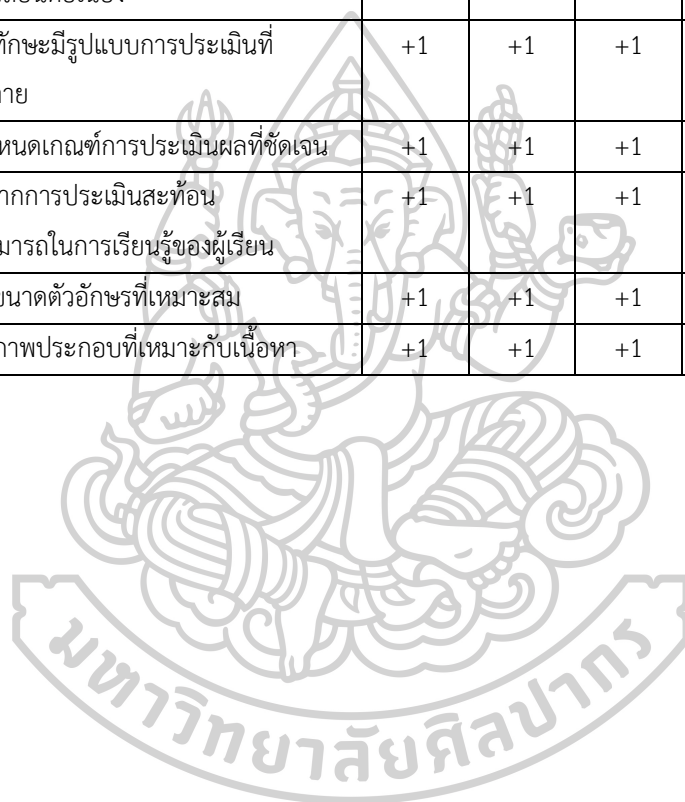 ทักษะมีรูปแบบการประเมินที่ +1 +1 +1
าย
หนดเกณฑ์การประเมินผลที่ชัดเจน +1 +1 +1
ากการประเมินสะท้อน +1 +1 +1
มารถในการเรียนรู้ของผู้เรียน
ขนาดตัวอักษรที่เหมาะสม +1 +1 +1
ภาพประกอบที่เหมาะกับเนื้อหา +1 +1 +1
มหาวิทยาลัยศิลปากร